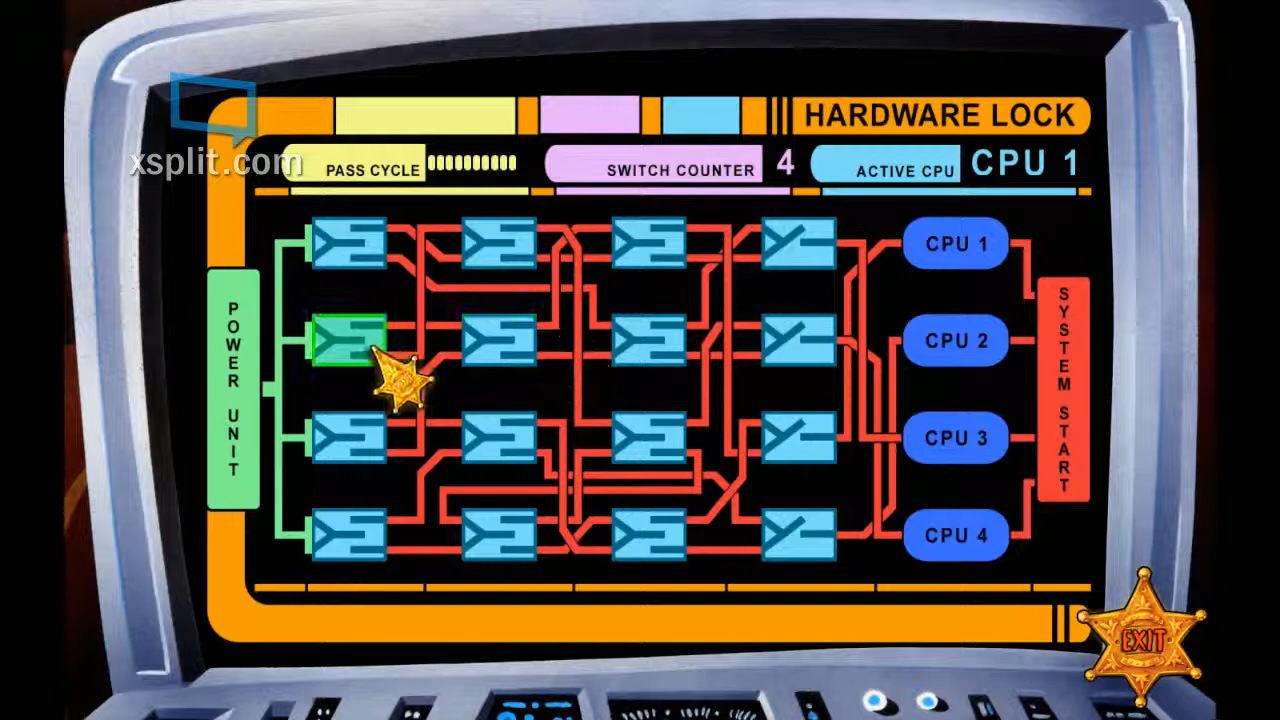 HARDWARE LOCK
xsplit.com
PASS CYCLE
SWITCH COUNTER 4
ACTIVE CPU CPU 1
CPU 1
CPU 2
CPU 3
CPU 4
POWER UNIT
SYSTEM START
EXIT